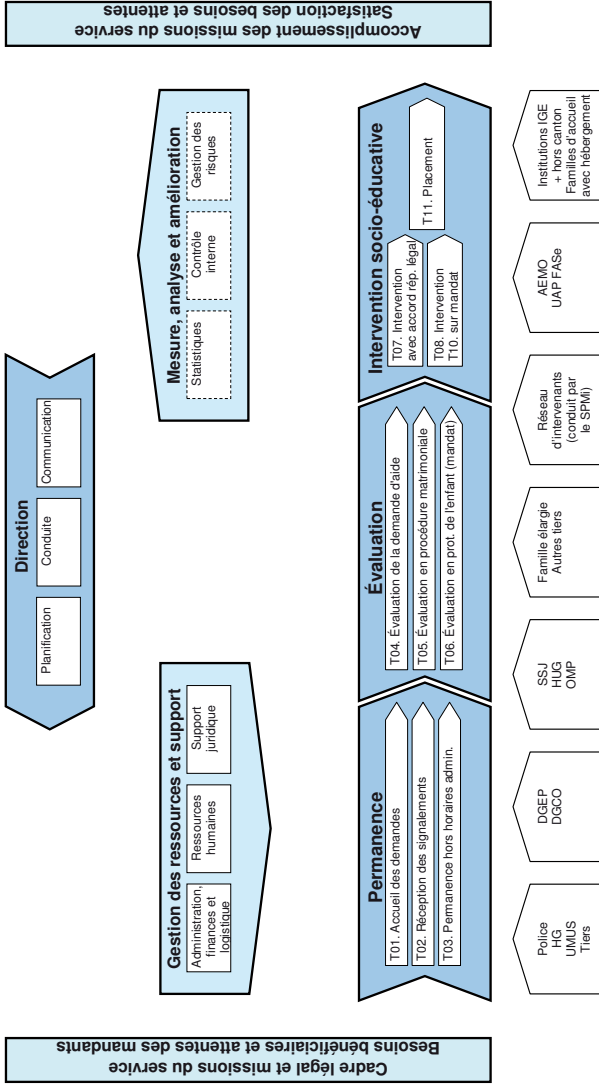 Cadre légal et missions du service
Besoins bénéficiaires et attentes des mandants
Direction
Planification
Conduite
Communication
Gestion des ressources et support
Administration,
finances et
logistique
Ressources
humaines
Support
juridique
Mesure, analyse et amélioration
Statistiques
Contrôle
interne
Gestion des
risques
Permanence
T01. Accueil des demandes
T02. Réception des signalements
T03. Permanence hors horaires admin.
Évaluation
T04. Évaluation de la demande d'aide
T05. Évaluation en procédure matrimoniale
T06. Évaluation en prot. de l'enfant (mandat)
Intervention socio-éducative
T07. Intervention
avec accord rép. légal
T08. Intervention
T10. sur mandat
T11. Placement
Police
HG
UMUS
Tiers
DGEP
DGCO
SSJ
HUG
OMP
Famille élargie
Autres tiers
Réseau
d'intervenants
(conduit par
le SPMi)
AEMO
UAP FASe
Institutions IGE
+ hors canton
Familles d'accueil
avec hébergement
Accomplissement des missions du service
Satisfaction des besoins et attentes